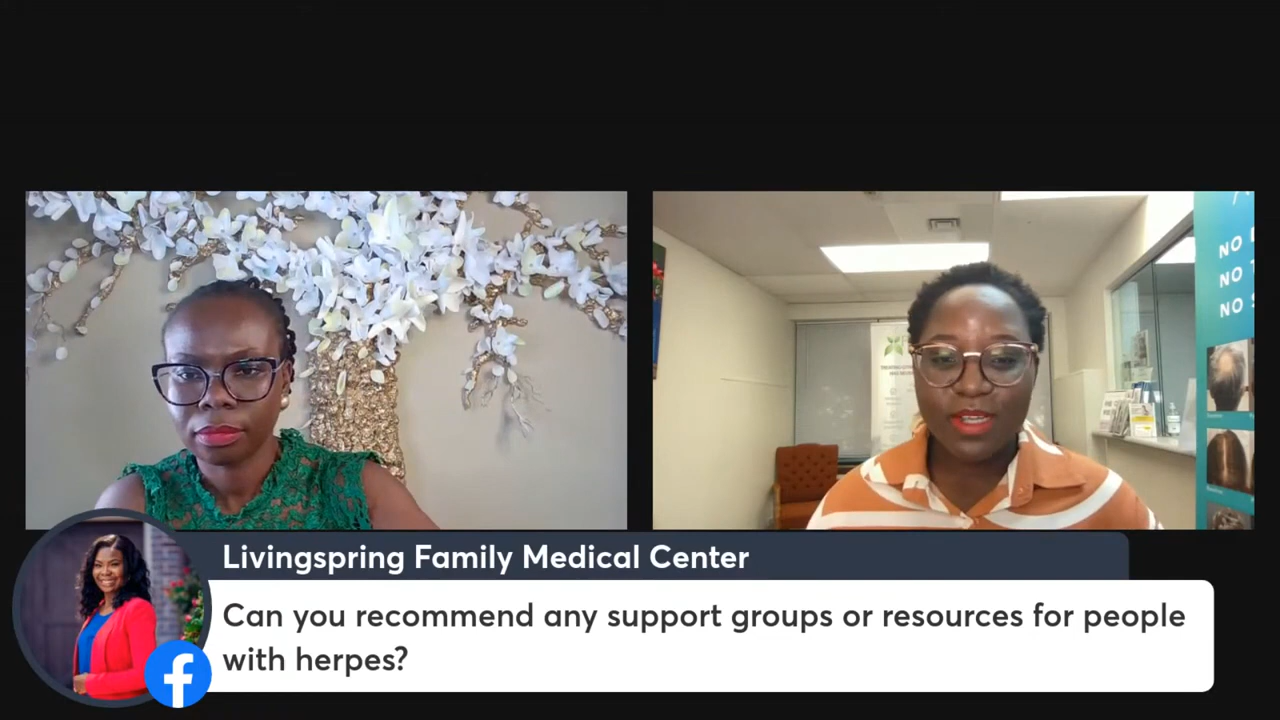 NO
NO
NO
Livingspring Family Medical Center
Can you recommend any support groups or resources for people
with herpes?